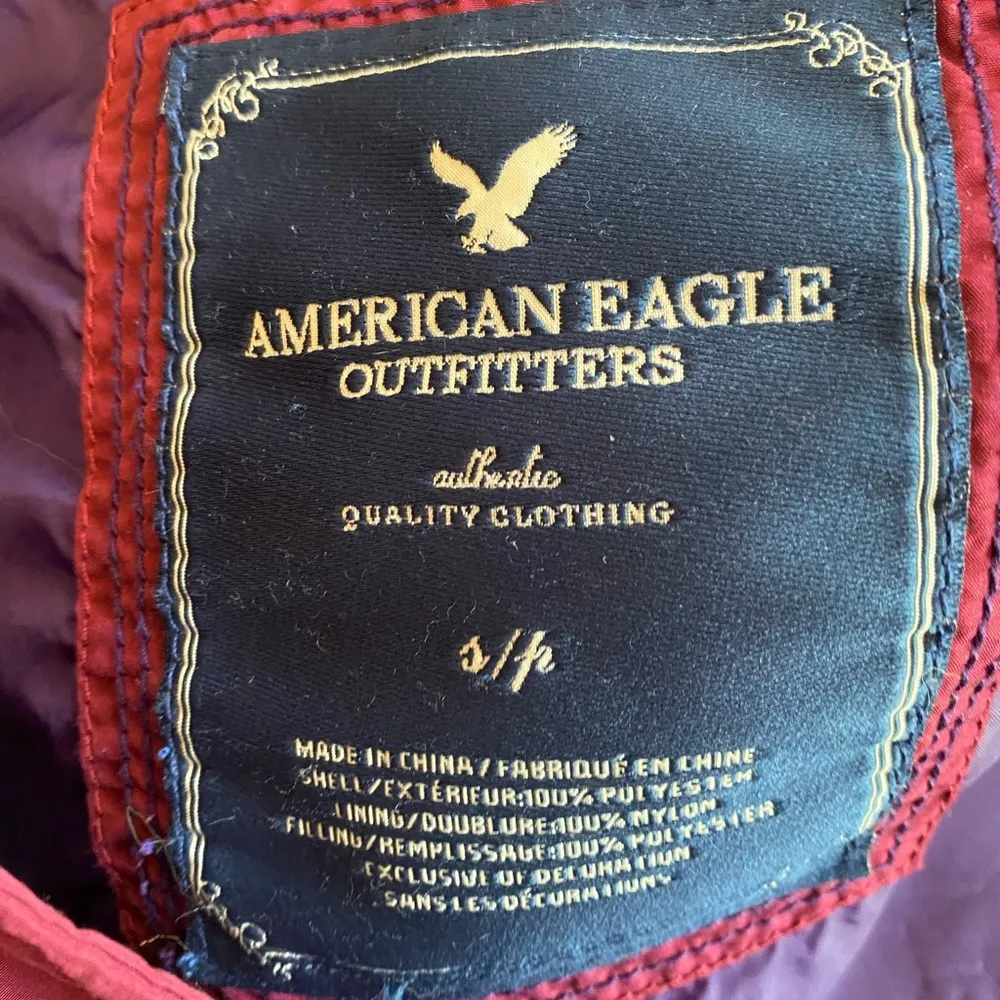 AMERICAN EAGLE
OUTFITTERS
authentic
QUALITY CLOTHING
s/p
MADE IN CHINA / FABRIQUÉ EN CHINE
SHELL/EXTÉRIEUR:100% POLYESTER
LINING/DOUBLURE:100% NYLON
FILLING/REMPLISSAGE:100% POLYESTER
EXCLUSIVE OF DECORATION
SANS LES DÉCORATIONS